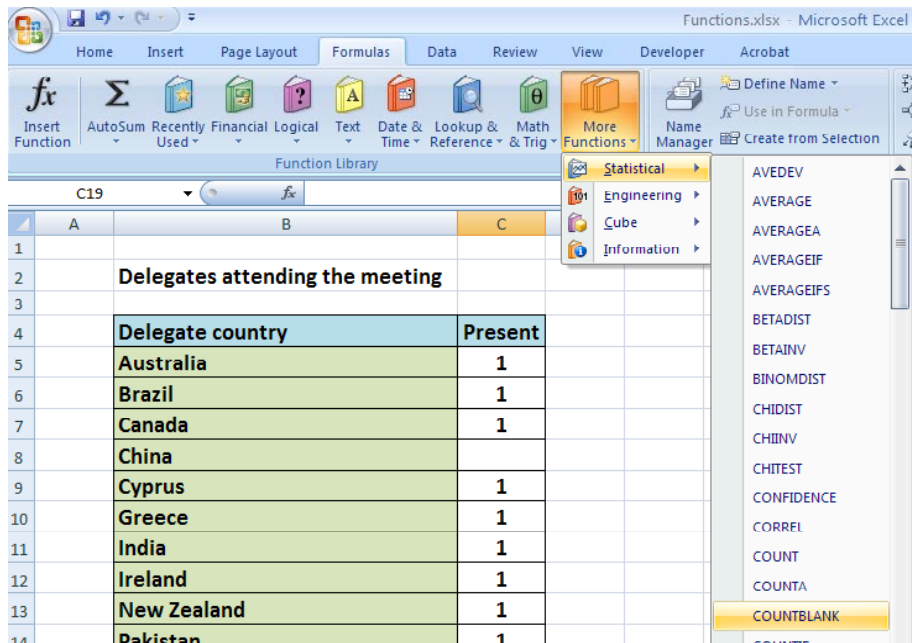 Functions.xlsx - Microsoft Excel
Home Insert Page Layout Formulas Data Review View Developer Acrobat
fx Σ ? A θ
Insert Function
AutoSum
Recently Used
Financial
Logical
Text
Date & Time
Lookup & Reference
Math & Trig
More Functions
Name Manager
Define Name
Use in Formula
Create from Selection
Function Library
Statistical
Engineering
Cube
Information
C19 fx
A B C
1
2 Delegates attending the meeting
3
4 Delegate country Present
5 Australia 1
6 Brazil 1
7 Canada 1
8 China
9 Cyprus 1
10 Greece 1
11 India 1
12 Ireland 1
13 New Zealand 1
14 Pakistan 1
AVEDEV
AVERAGE
AVERAGEA
AVERAGEIF
AVERAGEIFS
BETADIST
BETAINV
BINOMDIST
CHIDIST
CHIINV
CHITEST
CONFIDENCE
CORREL
COUNT
COUNTA
COUNTBLANK
COUNTIF